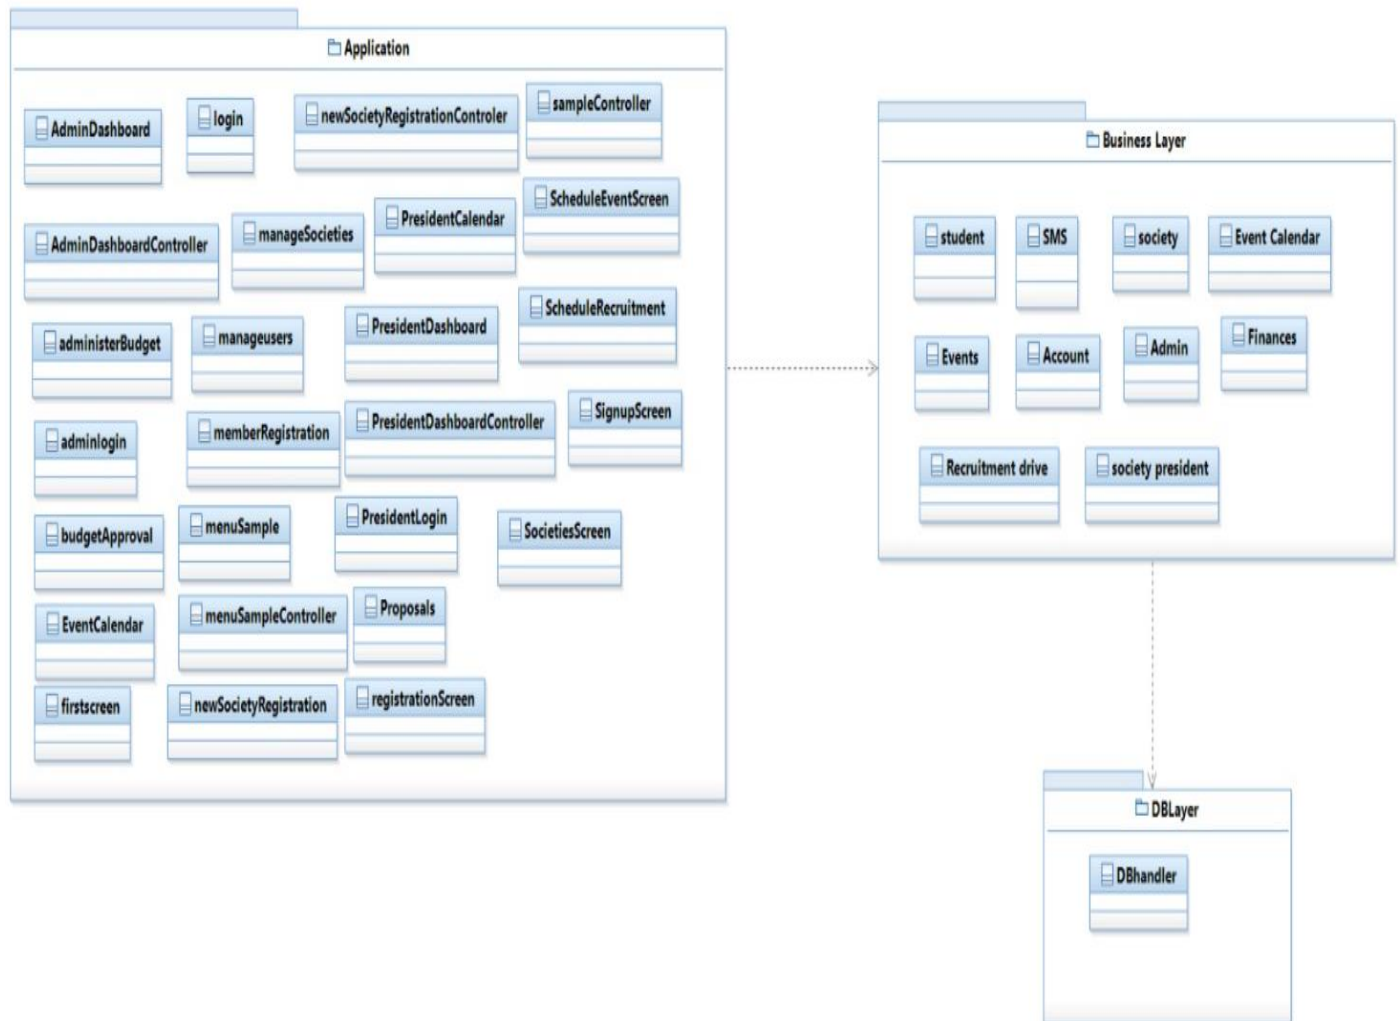 Application
AdminDashboard
login
newSocietyRegistrationControler
sampleController
AdminDashboardController
manageSocieties
PresidentCalendar
ScheduleEventScreen
administerBudget
manageusers
PresidentDashboard
ScheduleRecruitment
adminlogin
memberRegistration
PresidentDashboardController
SignupScreen
budgetApproval
menuSample
PresidentLogin
SocietiesScreen
EventCalendar
menuSampleController
Proposals
firstscreen
newSocietyRegistration
registrationScreen
Business Layer
student
SMS
society
Event Calendar
Events
Account
Admin
Finances
Recruitment drive
society president
DBLayer
DBhandler